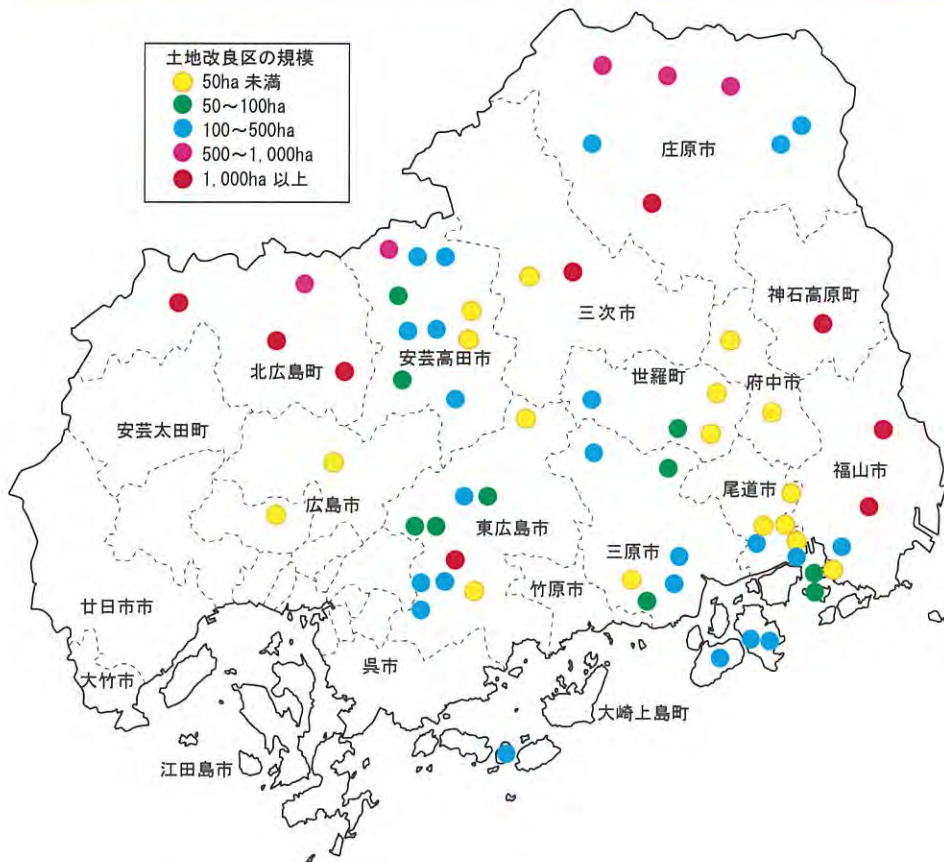 土地改良区の規模
50ha 未満
50～100ha
100～500ha
500～1,000ha
1,000ha 以上
庄原市
神石高原町
三次市
安芸高田市
北広島町
世羅町
府中市
安芸太田町
福山市
尾道市
広島市
東広島市
三原市
竹原市
廿日市市
呉市
大竹市
大崎上島町
江田島市